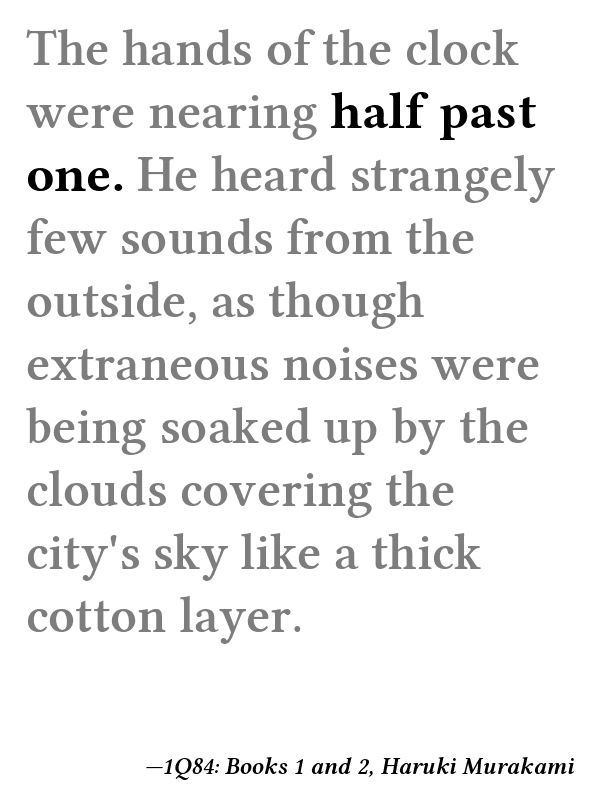 The hands of the clock
were nearing half past
one. He heard strangely
few sounds from the
outside, as though
extraneous noises were
being soaked up by the
clouds covering the
city's sky like a thick
cotton layer.
—1Q84: Books 1 and 2, Haruki Murakami